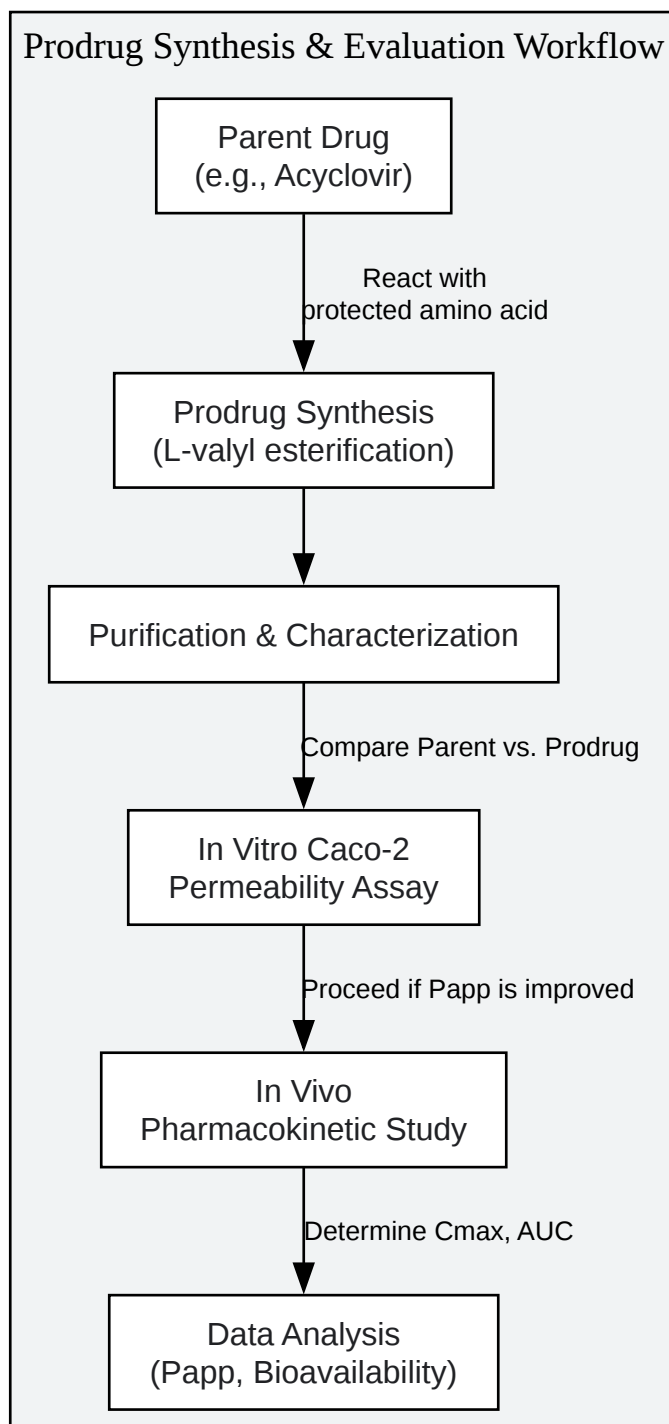 Prodrug Synthesis & Evaluation Workflow
Parent Drug
(e.g., Acyclovir)
React with
protected amino acid
Prodrug Synthesis
(L-valyl esterification)
Purification & Characterization
Compare Parent vs. Prodrug
In Vitro Caco-2
Permeability Assay
Proceed if Papp is improved
In Vivo
Pharmacokinetic Study
Determine Cmax, AUC
Data Analysis
(Papp, Bioavailability)